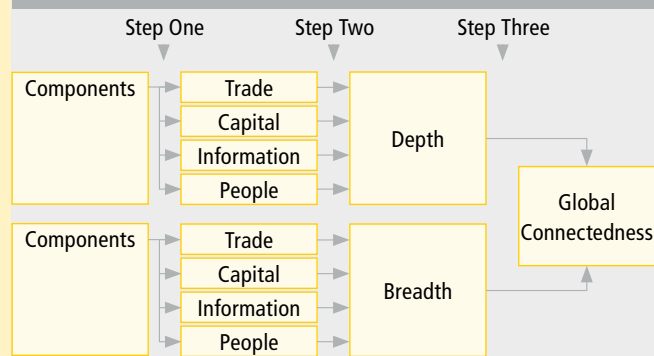 Step One
Step Two
Step Three
Components
Trade
Capital
Information
People
Depth
Components
Trade
Capital
Information
People
Breadth
Global
Connectedness